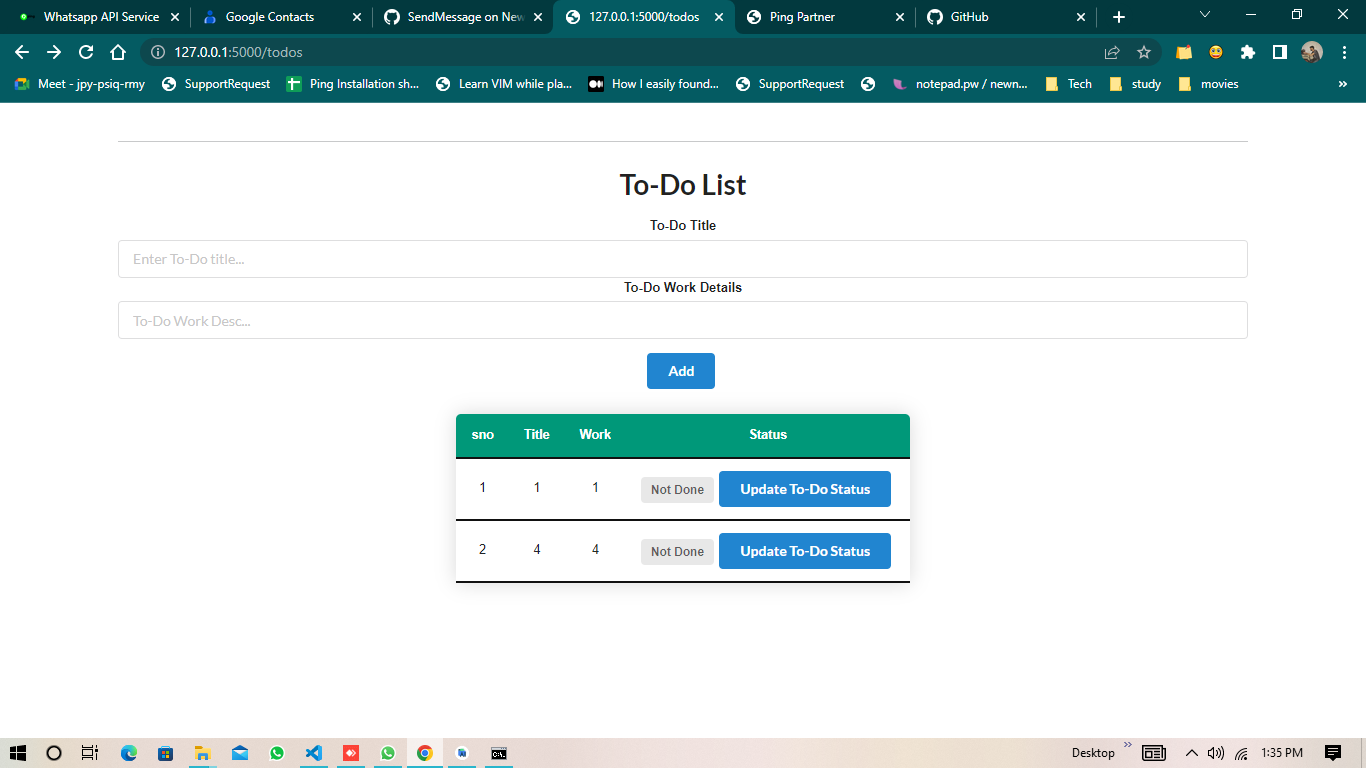 Whatsapp API Service
Google Contacts
SendMessage on New
127.0.0.1:5000/todos
Ping Partner
GitHub
127.0.0.1:5000/todos
Meet - jpy-psiq-rmy
SupportRequest
Ping Installation sh...
Learn VIM while pla...
How I easily found...
SupportRequest
notepad.pw / newn...
Tech
study
movies
To-Do List
To-Do Title
Enter To-Do title...
To-Do Work Details
To-Do Work Desc...
Add
sno Title Work Status
1 1 1 Not Done Update To-Do Status
2 4 4 Not Done Update To-Do Status
Desktop
1:35 PM